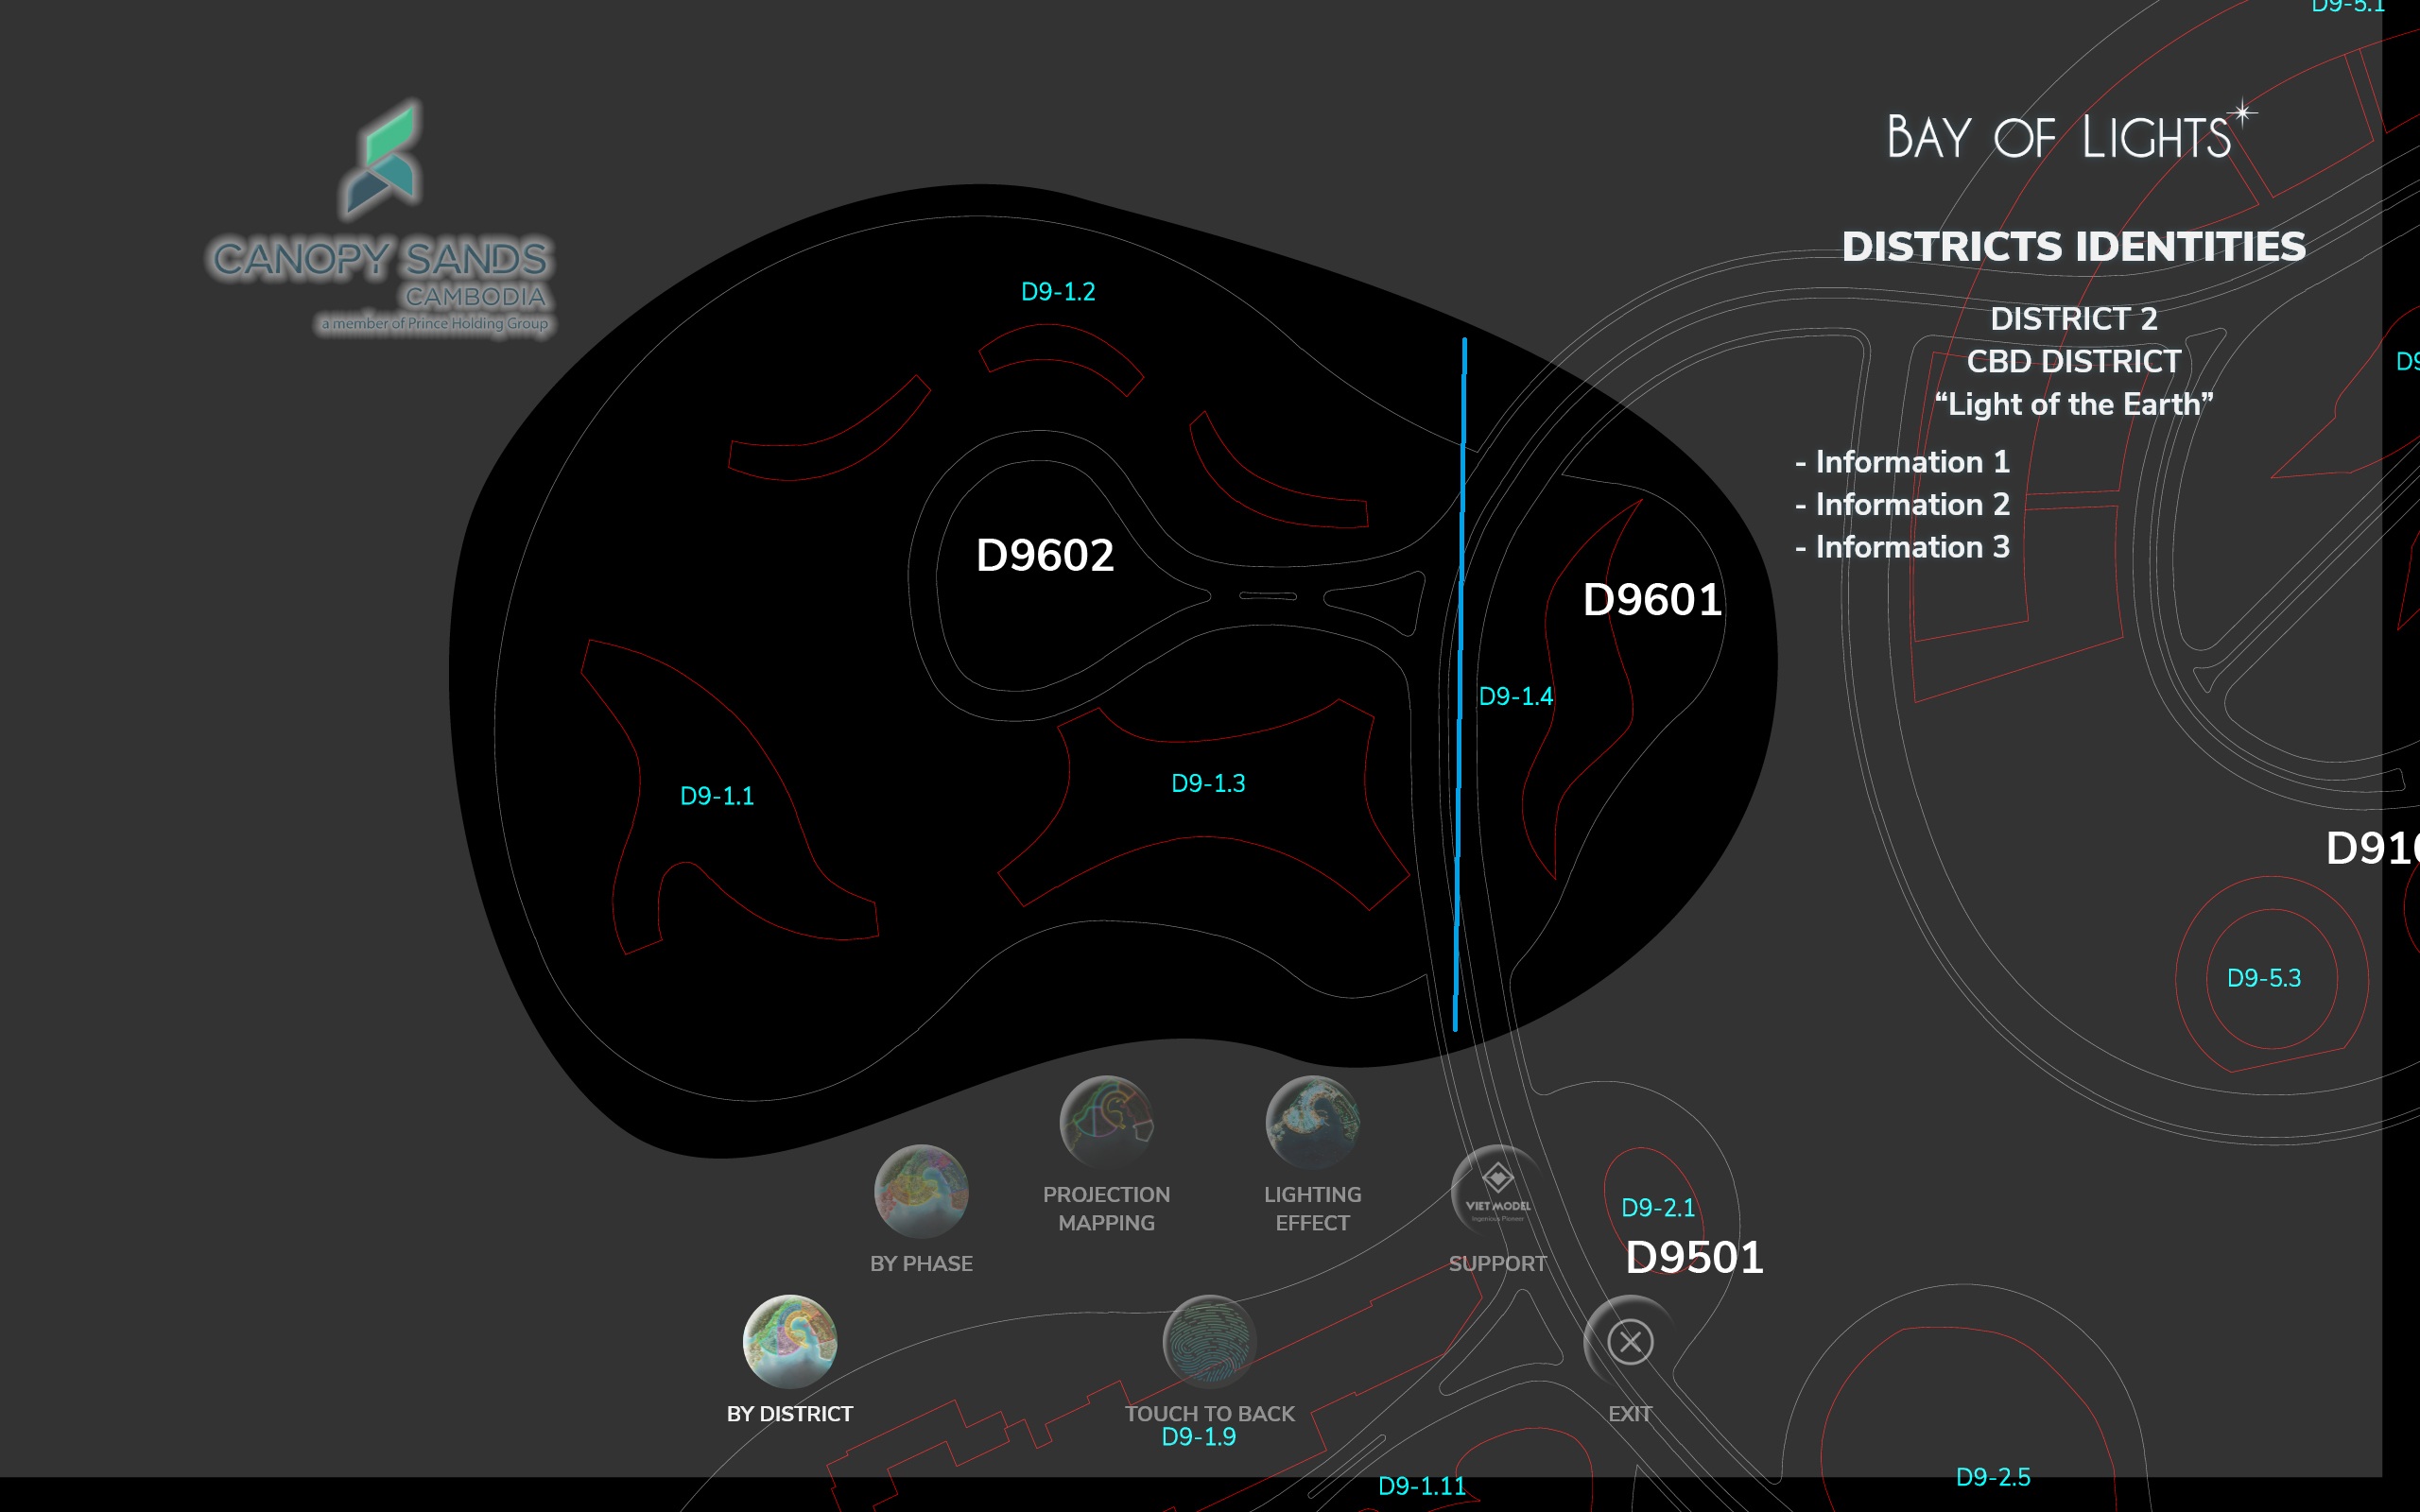 D9-5.1
BAY OF LIGHTS
CANOPY SANDS
CAMBODIA
a member of Prince Holding Group
DISTRICTS IDENTITIES
DISTRICT 2
CBD DISTRICT
“Light of the Earth”
- Information 1
- Information 2
- Information 3
D9-1.2
D9602
D9601
D9-1.4
D9-1.3
D9-1.1
D9-5.3
PROJECTION
MAPPING
LIGHTING
EFFECT
VIET MODEL
Ingenious Pioneer
BY PHASE
SUPPORT
D9-2.1
D9501
BY DISTRICT
TOUCH TO BACK
EXIT
D9-1.9
D9-1.11
D9-2.5